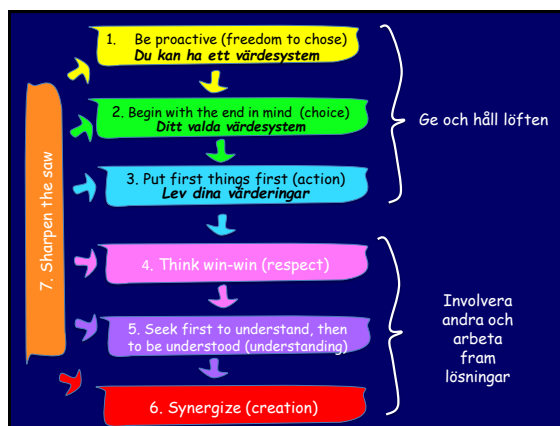 1. Be proactive (freedom to chose)
Du kan ha ett värdesystem
2. Begin with the end in mind (choice)
Ditt valda värdesystem
3. Put first things first (action)
Lev dina värderingar
Ge och håll löften
4. Think win-win (respect)
5. Seek first to understand, then
to be understood (understanding)
6. Synergize (creation)
Involvera
andra och
arbeta
fram
lösningar
7. Sharpen the saw